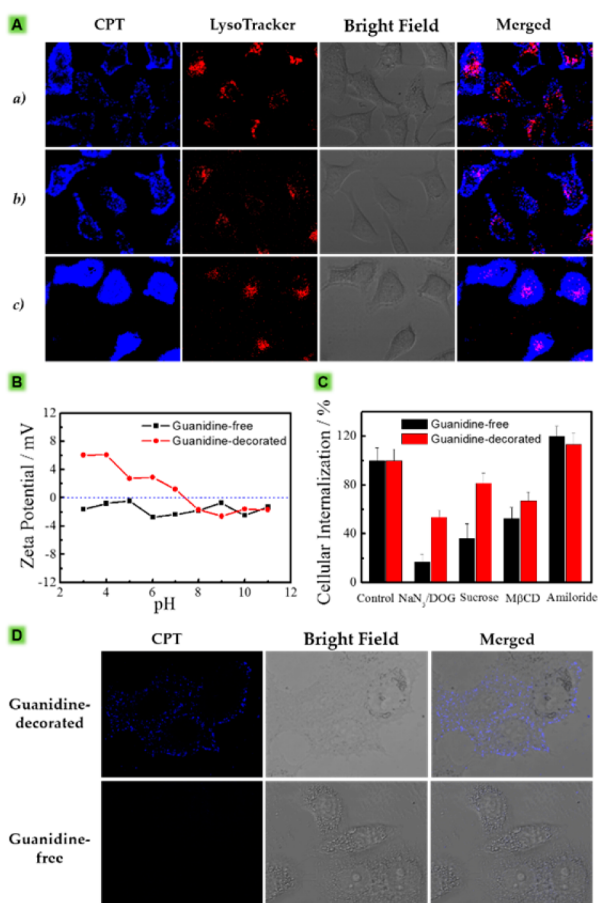 A
CPT LysoTracker Bright Field Merged
a)
b)
c)
B
12
8
4
0
-4
-8
-12
Zeta Potential / mV
Guanidine-free
Guanidine-decorated
2 4 6 8 10 12
pH
C
120
80
40
0
Cellular Internalization / %
Guanidine-free
Guanidine-decorated
Control NaN3/DOG Sucrose MβCD Amiloride
D
CPT Bright Field Merged
Guanidine-
decorated
Guanidine-
free